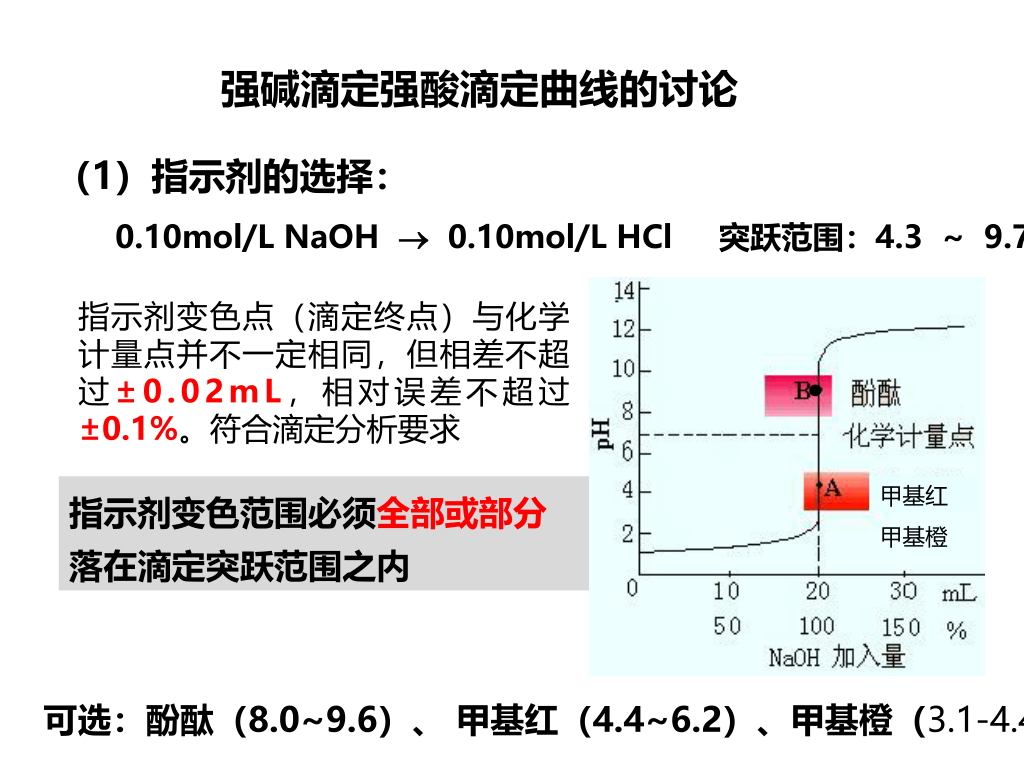 强碱滴定强酸滴定曲线的讨论
（1）指示剂的选择：
0.10mol/L NaOH → 0.10mol/L HCl 突跃范围：4.3 ~ 9.7
指示剂变色点（滴定终点）与化学
计量点并不一定相同，但相差不超
过±0.02mL，相对误差不超过
±0.1%。符合滴定分析要求
指示剂变色范围必须全部或部分
落在滴定突跃范围之内
14
12
10
8
6
4
2
0
pH
B
酚酞
化学计量点
A
甲基红
甲基橙
10 20 30 mL
50 100 150 %
NaOH 加入量
可选：酚酞（8.0~9.6）、 甲基红（4.4~6.2）、甲基橙（3.1-4.4